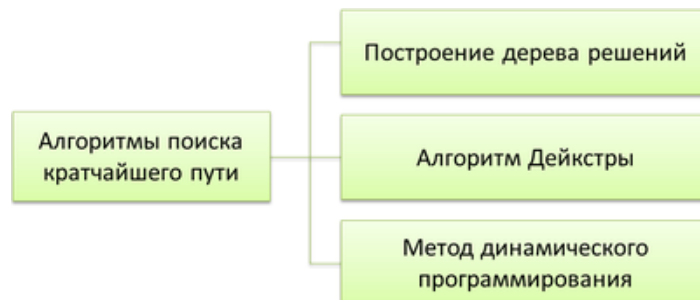 Построение дерева решений
Алгоритмы поиска
кратчайшего пути
Алгоритм Дейкстры
Метод динамического
программирования